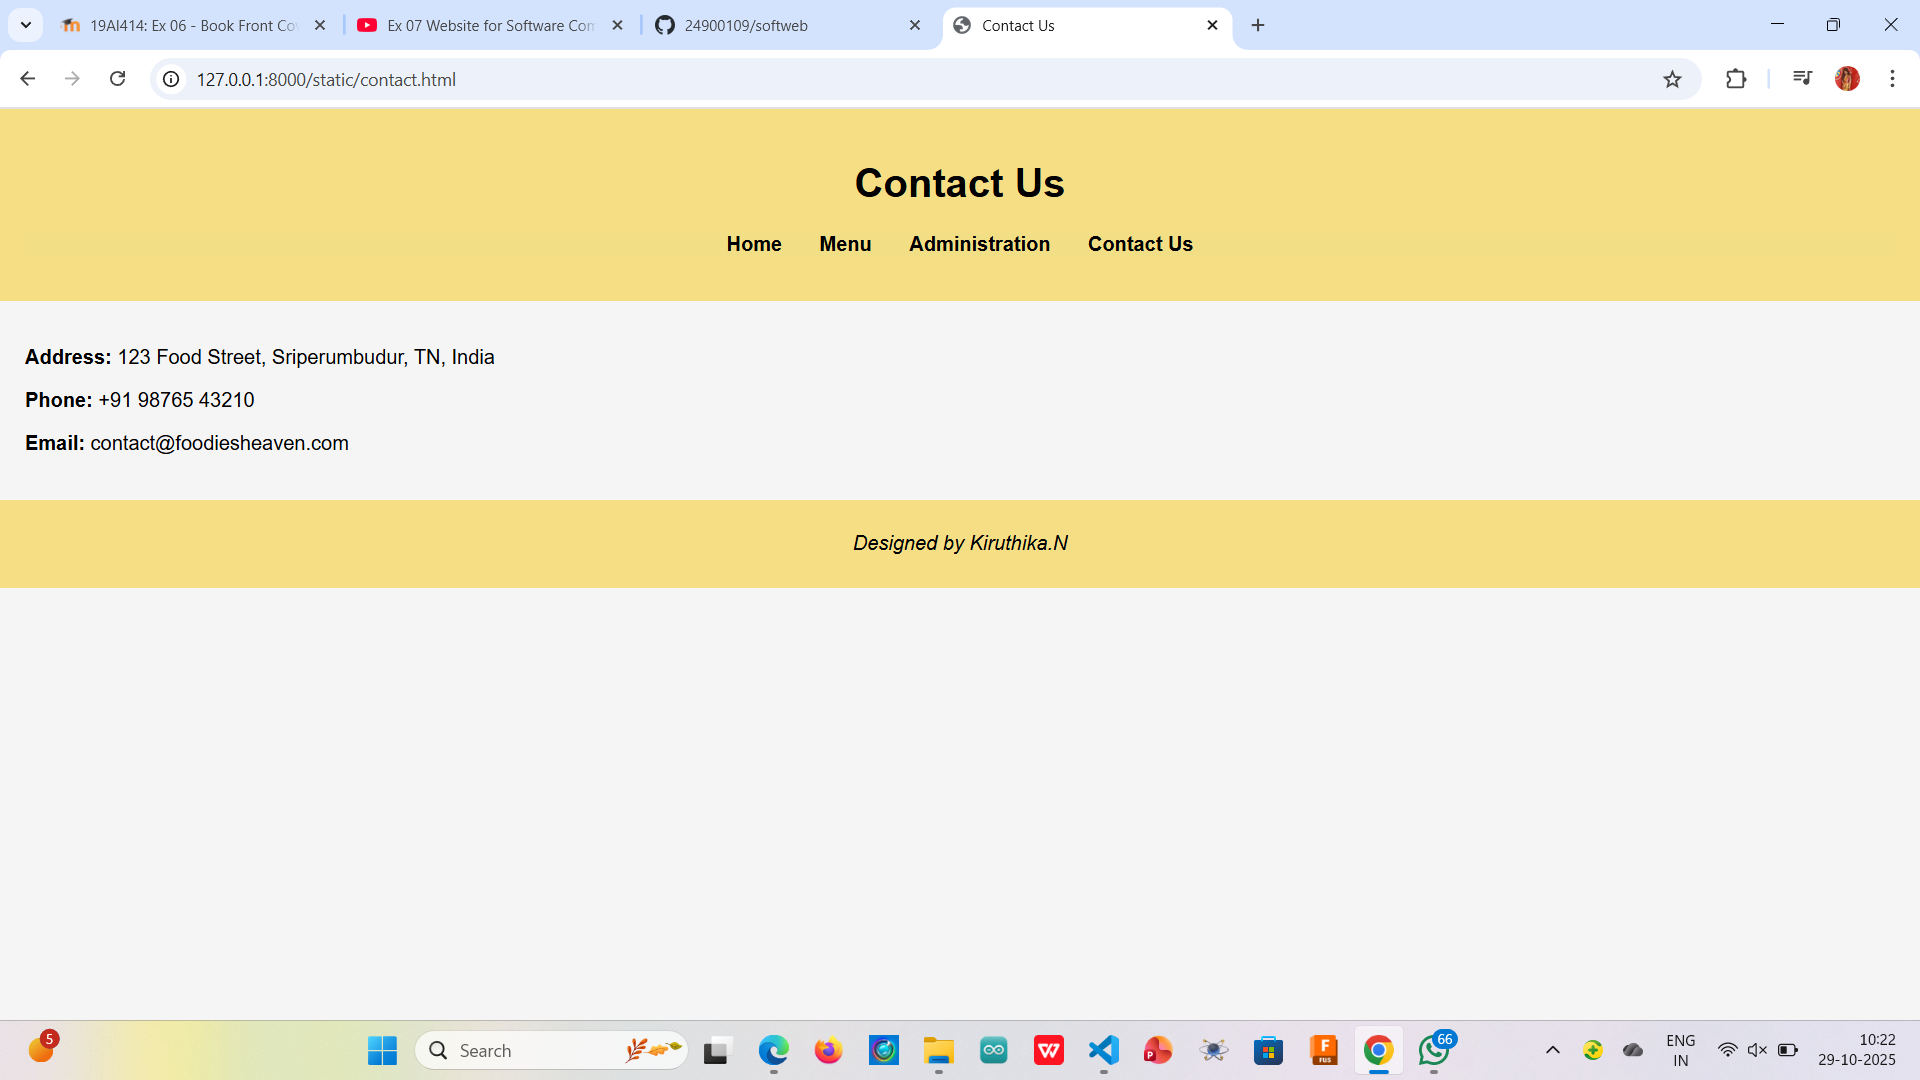 19AI414: Ex 06 - Book Front Co
Ex 07 Website for Software Com
24900109/softweb
Contact Us
127.0.0.1:8000/static/contact.html
Contact Us
Home Menu Administration Contact Us
Address: 123 Food Street, Sriperumbudur, TN, India
Phone: +91 98765 43210
Email: contact@foodiesheaven.com
Designed by Kiruthika.N
5
Search
66
ENG
IN
10:22
29-10-2025